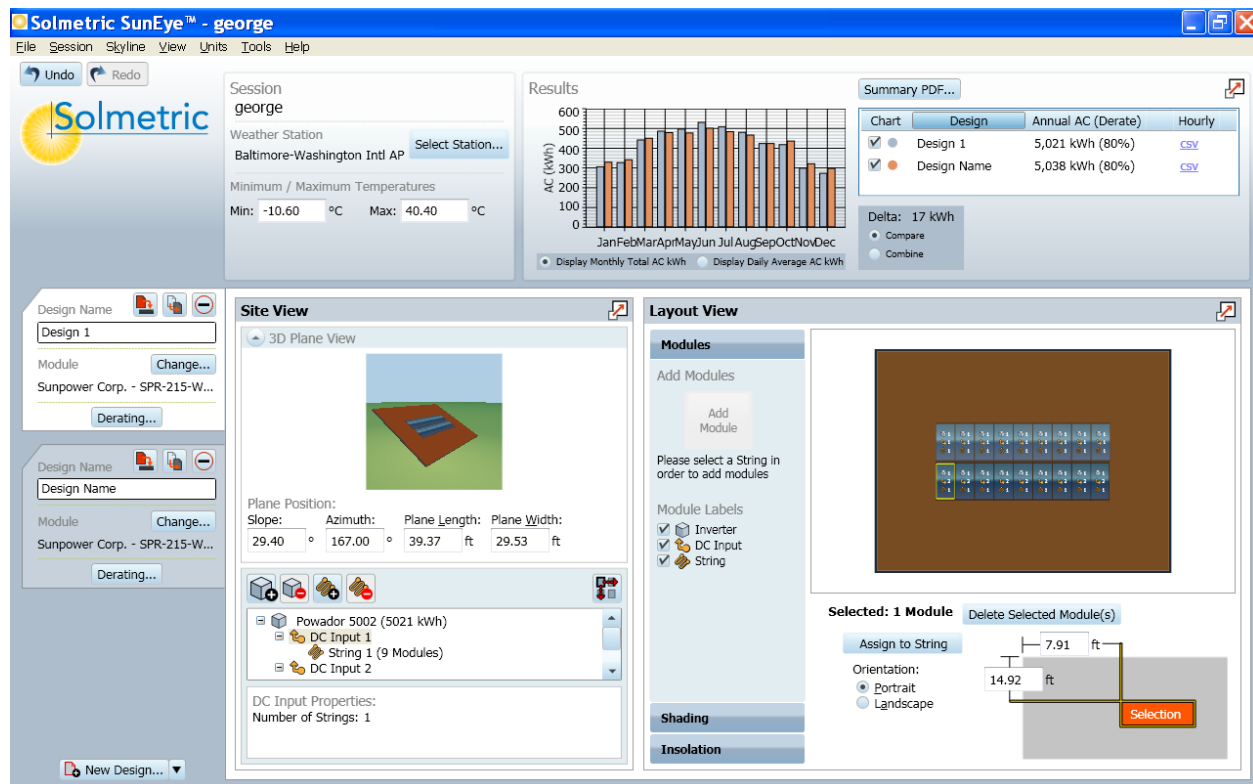 Solmetric SunEye™ - george
File Session Skyline View Units Tools Help
Undo Redo
Solmetric
Session
george
Weather Station
Baltimore-Washington Intl AP Select Station...
Minimum / Maximum Temperatures
Min: -10.60 °C Max: 40.40 °C
Results
AC (kWh)
600
500
400
300
200
100
0
JanFebMarAprMayJun Jul AugSepOctNovDec
Display Monthly Total AC kWh Display Daily Average AC kWh
Summary PDF...
Chart Design Annual AC (Derate) Hourly
Design 1 5,021 kWh (80%) csv
Design Name 5,038 kWh (80%) csv
Delta: 17 kWh
Compare
Combine
Design Name
Design 1
Module Change...
Sunpower Corp. - SPR-215-W...
Derating...
Design Name
Design Name
Module Change...
Sunpower Corp. - SPR-215-W...
Derating...
New Design...
Site View
3D Plane View
Plane Position:
Slope: Azimuth: Plane Length: Plane Width:
29.40 ° 167.00 ° 39.37 ft 29.53 ft
Powador 5002 (5021 kWh)
DC Input 1
String 1 (9 Modules)
DC Input 2
DC Input Properties:
Number of Strings: 1
Layout View
Modules
Add Modules
Add
Module
Please select a String in
order to add modules
Module Labels
Inverter
DC Input
String
Shading
Insolation
Selected: 1 Module Delete Selected Module(s)
Assign to String
Orientation:
Portrait
Landscape
7.91 ft
14.92 ft
Selection